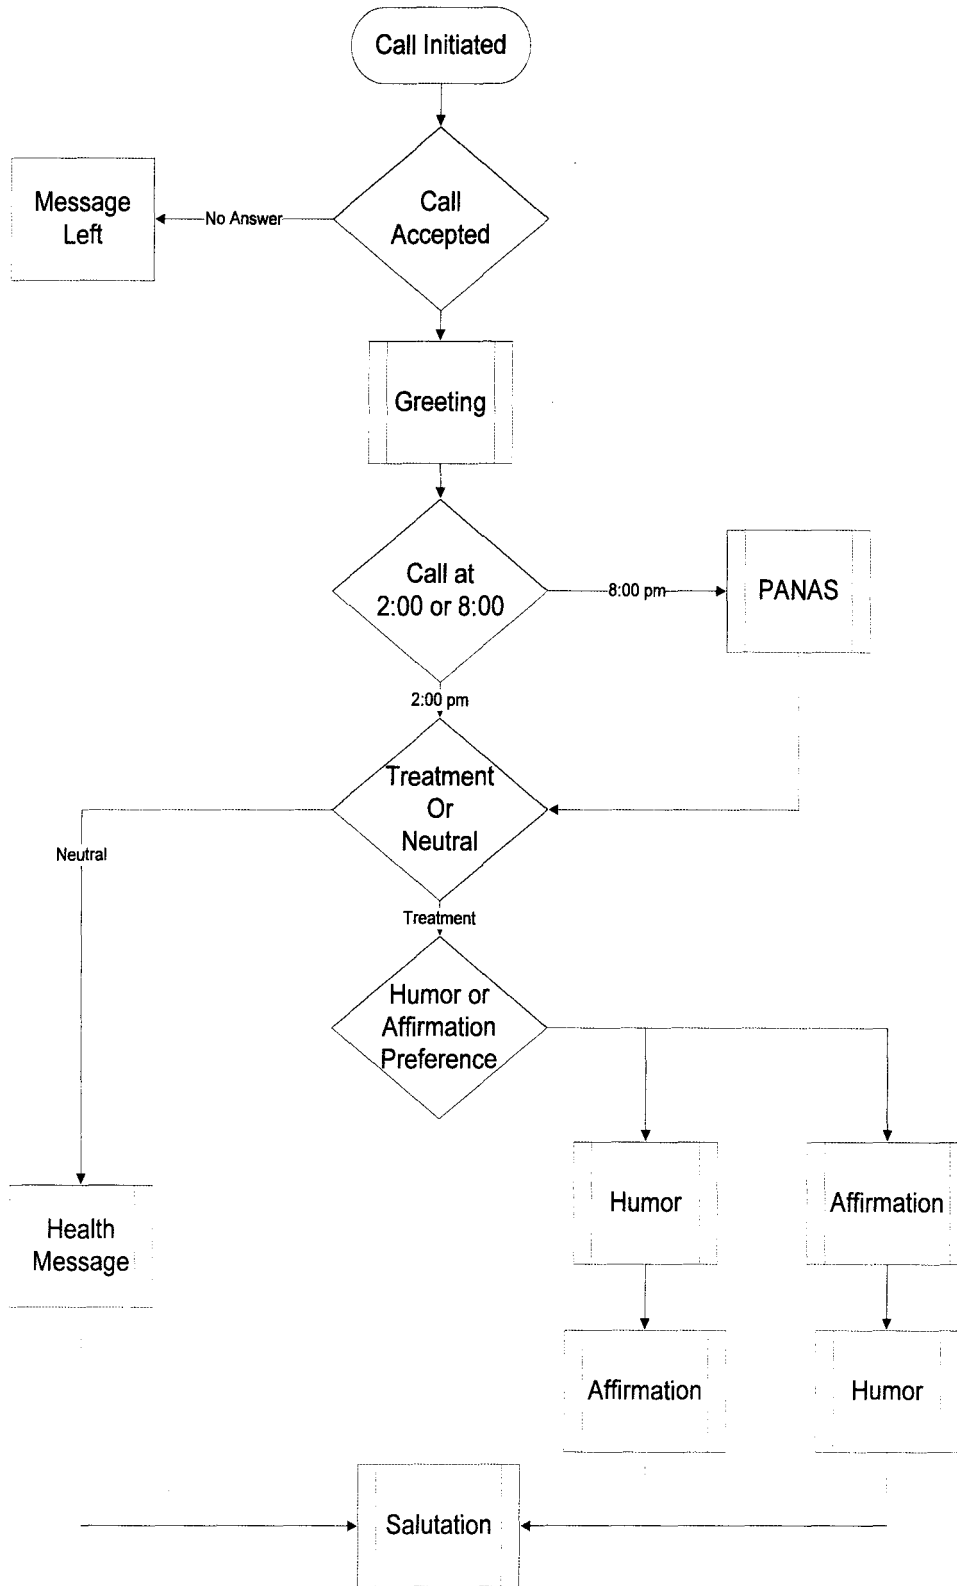 Call Initiated
Call
Accepted
No Answer
Message
Left
Greeting
Call at
2:00 or 8:00
8:00 pm
PANAS
2:00 pm
Treatment
Or
Neutral
Neutral
Treatment
Humor or
Affirmation
Preference
Humor
Affirmation
Health
Message
Affirmation
Humor
Salutation